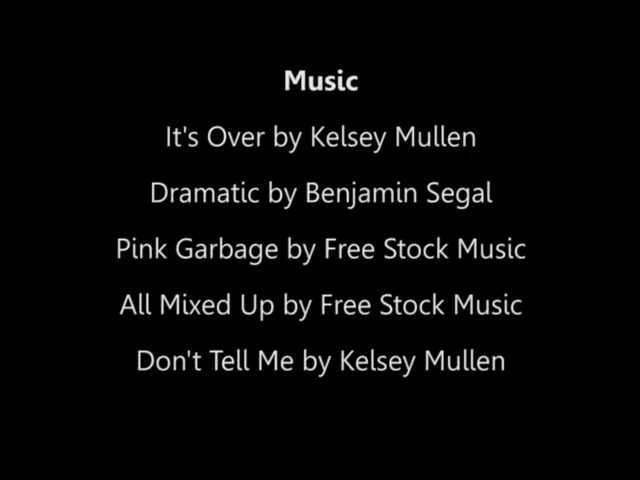 Music
It's Over by Kelsey Mullen
Dramatic by Benjamin Segal
Pink Garbage by Free Stock Music
All Mixed Up by Free Stock Music
Don't Tell Me by Kelsey Mullen